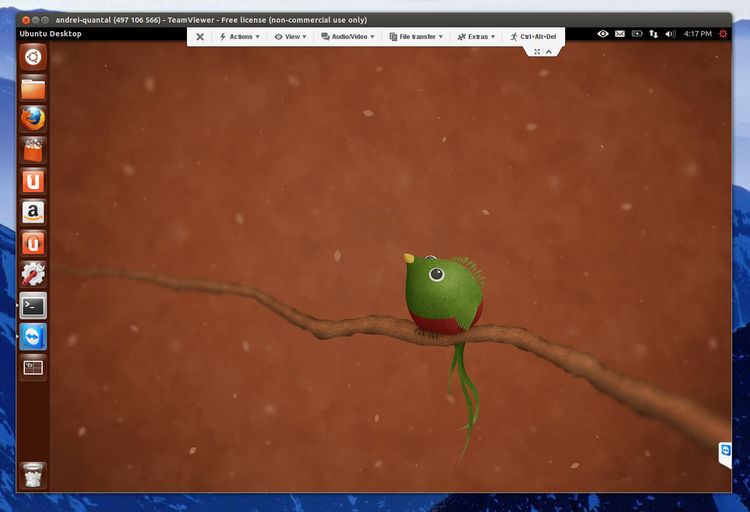 andrei-quantal (497 106 566) - TeamViewer - Free license (non-commercial use only)
Ubuntu Desktop
Actions View Audio/Video File transfer Extras Ctrl+Alt+Del
4:17 PM